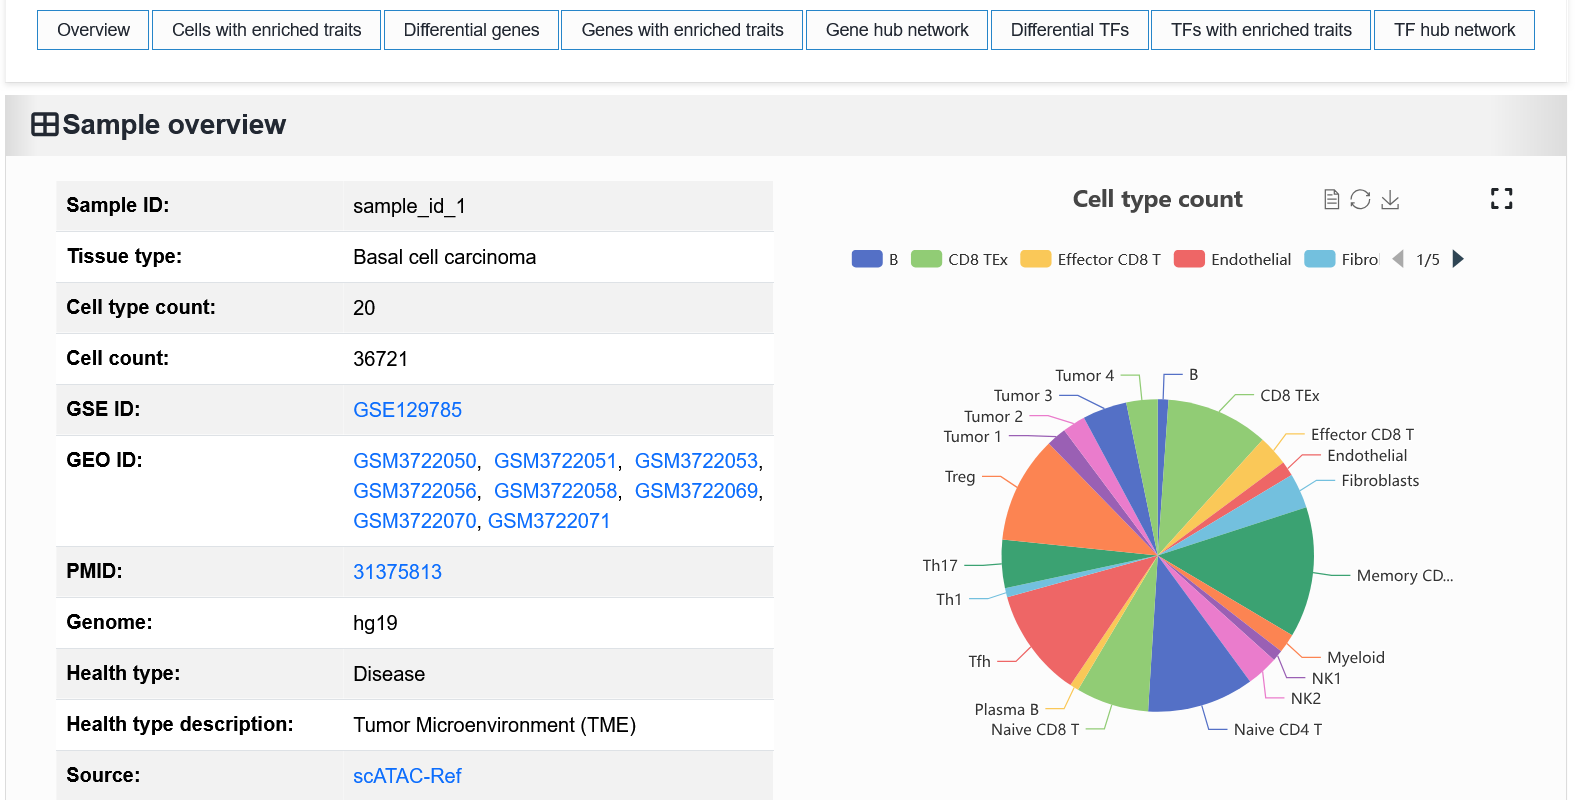 Overview
Cells with enriched traits
Differential genes
Genes with enriched traits
Gene hub network
Differential TFs
TFs with enriched traits
TF hub network
Sample overview
Sample ID: sample_id_1
Tissue type: Basal cell carcinoma
Cell type count: 20
Cell count: 36721
GSE ID: GSE129785
GEO ID: GSM3722050, GSM3722051, GSM3722053,
GSM3722056, GSM3722058, GSM3722069,
GSM3722070, GSM3722071
PMID: 31375813
Genome: hg19
Health type: Disease
Health type description: Tumor Microenvironment (TME)
Source: scATAC-Ref
Cell type count
B CD8 TEx Effector CD8 T Endothelial Fibro 1/5
B
CD8 TEx
Effector CD8 T
Endothelial
Fibroblasts
Memory CD...
Myeloid
NK1
NK2
Naive CD4 T
Naive CD8 T
Plasma B
Tfh
Th1
Th17
Treg
Tumor 1
Tumor 2
Tumor 3
Tumor 4